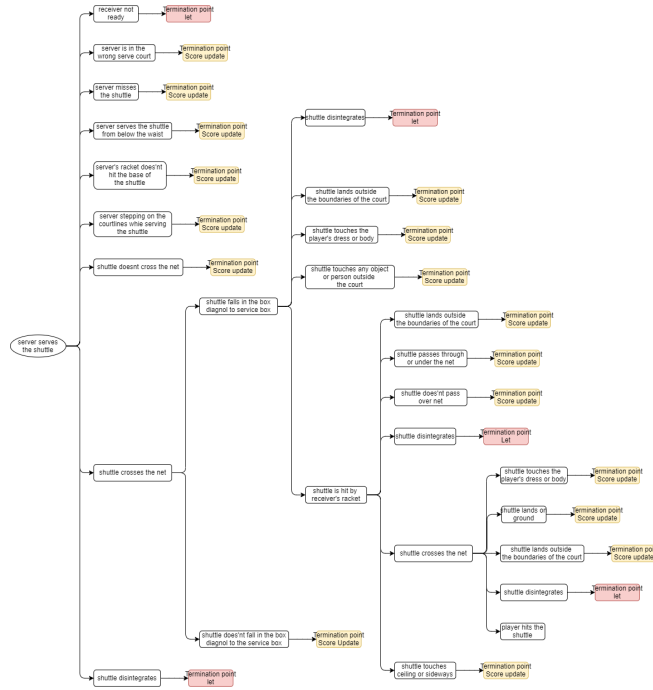 receiver not
ready
Termination point
let
server is in the
wrong serve court
Termination point
Score update
server misses
the shuttle
Termination point
Score update
server serves the shuttle
from below the waist
Termination point
Score update
server's racket does'nt
hit the base of
the shuttle
Termination point
Score update
server stepping on the
courtlines whie serving
the shuttle
Termination point
Score update
shuttle doesnt cross the net
Termination point
Score update
server serves
the shuttle
shuttle crosses the net
shuttle falls in the box
diagnol to service box
shuttle disintegrates
Termination point
let
shuttle lands outside
the boundaries of the court
Termination point
Score update
shuttle touches the
player's dress or body
Termination point
Score update
shuttle touches any object
or person outside
the court
Termination point
Score update
shuttle is hit by
receiver's racket
shuttle lands outside
the boundaries of the court
Termination point
Score update
shuttle passes through
or under the net
Termination point
Score update
shuttle does'nt pass
over net
Termination point
Score update
shuttle disintegrates
Termination point
Let
shuttle crosses the net
shuttle touches the
player's dress or body
Termination point
Score update
shuttle lands on
ground
Termination point
Score update
shuttle lands outside
the boundaries of the court
Termination poi
Score update
shuttle disintegrates
Termination point
let
player hits the
shuttle
shuttle touches
ceiling or sideways
Termination point
Score update
shuttle does'nt fall in the box
diagnol to the service box
Termination point
Score Update
shuttle disintegrates
Termination point
let